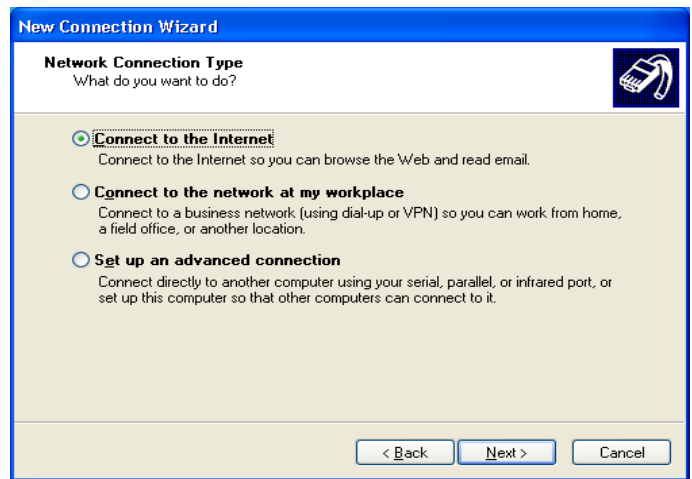 New Connection Wizard
Network Connection Type
What do you want to do?
Connect to the Internet
Connect to the Internet so you can browse the Web and read email.
Connect to the network at my workplace
Connect to a business network (using dial-up or VPN) so you can work from home,
a field office, or another location.
Set up an advanced connection
Connect directly to another computer using your serial, parallel, or infrared port, or
set up this computer so that other computers can connect to it.
< Back Next > Cancel